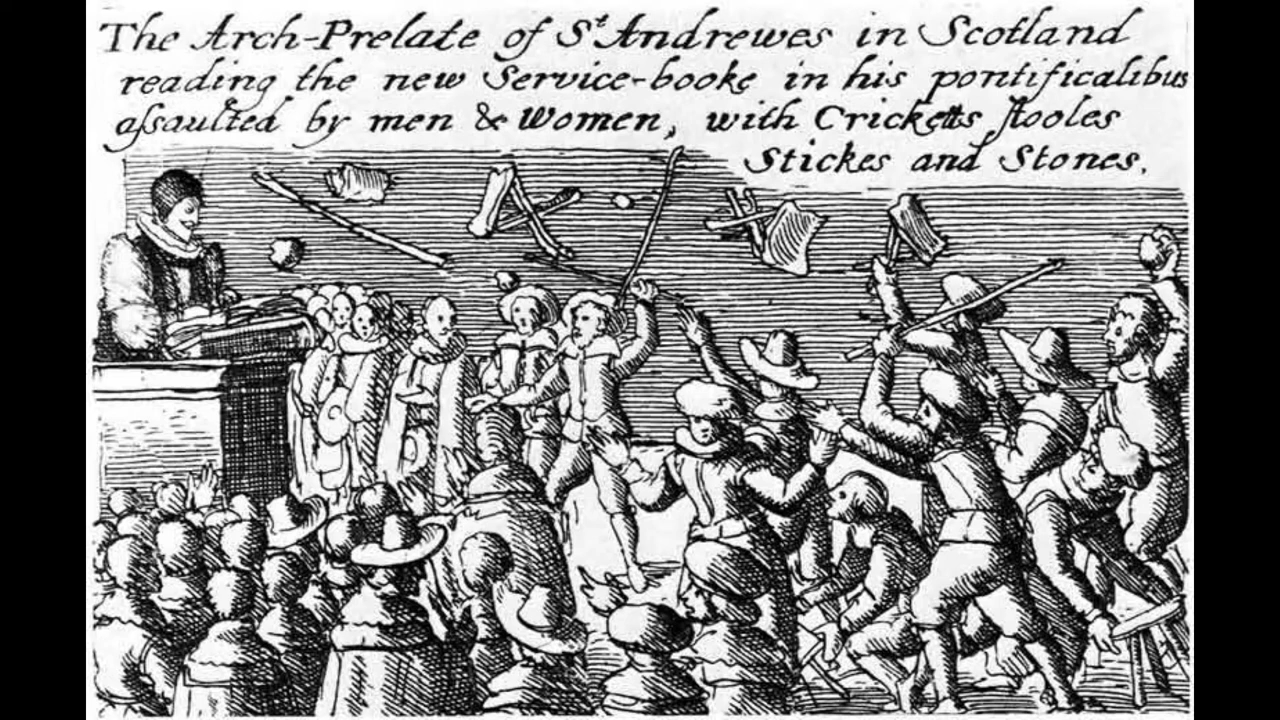 The Arch-Prelate of St Andrewes in Scotland
reading the new Service-booke in his pontificalibus
aſsaulted by men & Women, with Cricketts ſtooles
Stickes and Stones.